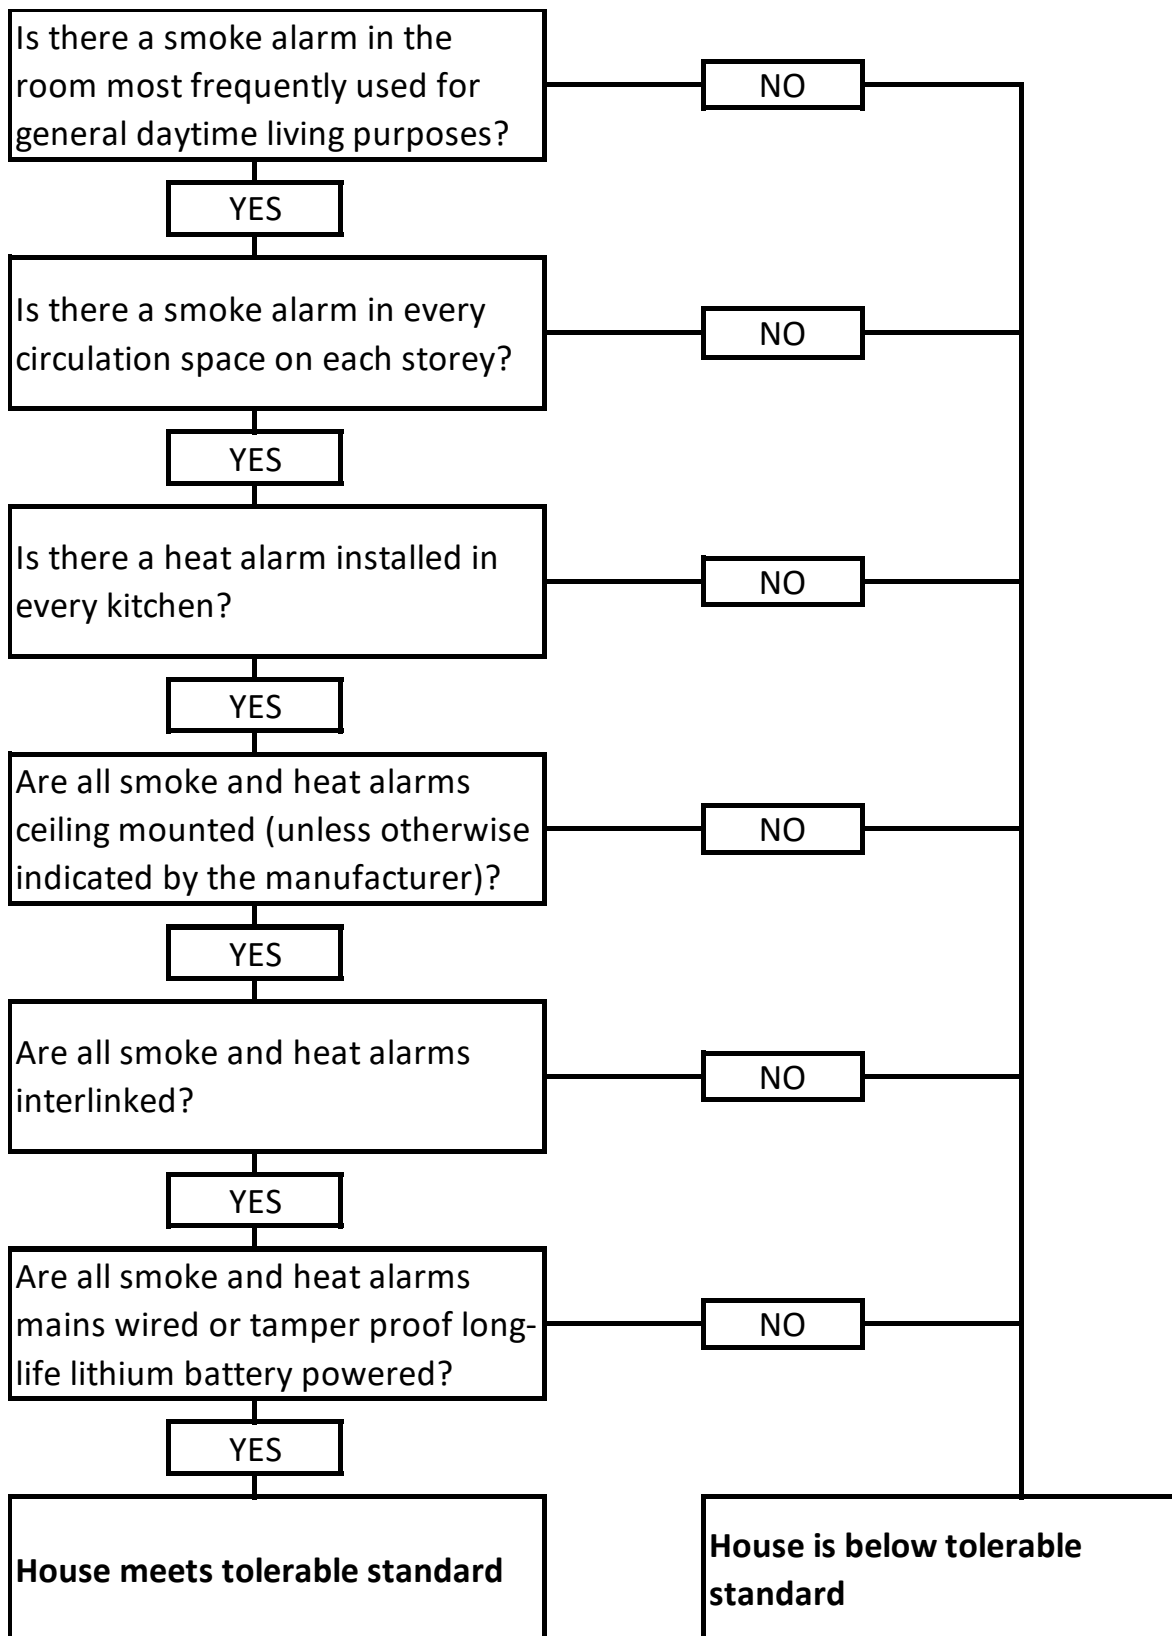 Is there a smoke alarm in the
room most frequently used for
general daytime living purposes?
NO
YES
Is there a smoke alarm in every
circulation space on each storey?
NO
YES
Is there a heat alarm installed in
every kitchen?
NO
YES
Are all smoke and heat alarms
ceiling mounted (unless otherwise
indicated by the manufacturer)?
NO
YES
Are all smoke and heat alarms
interlinked?
NO
YES
Are all smoke and heat alarms
mains wired or tamper proof long-
life lithium battery powered?
NO
YES
House meets tolerable standard
House is below tolerable
standard